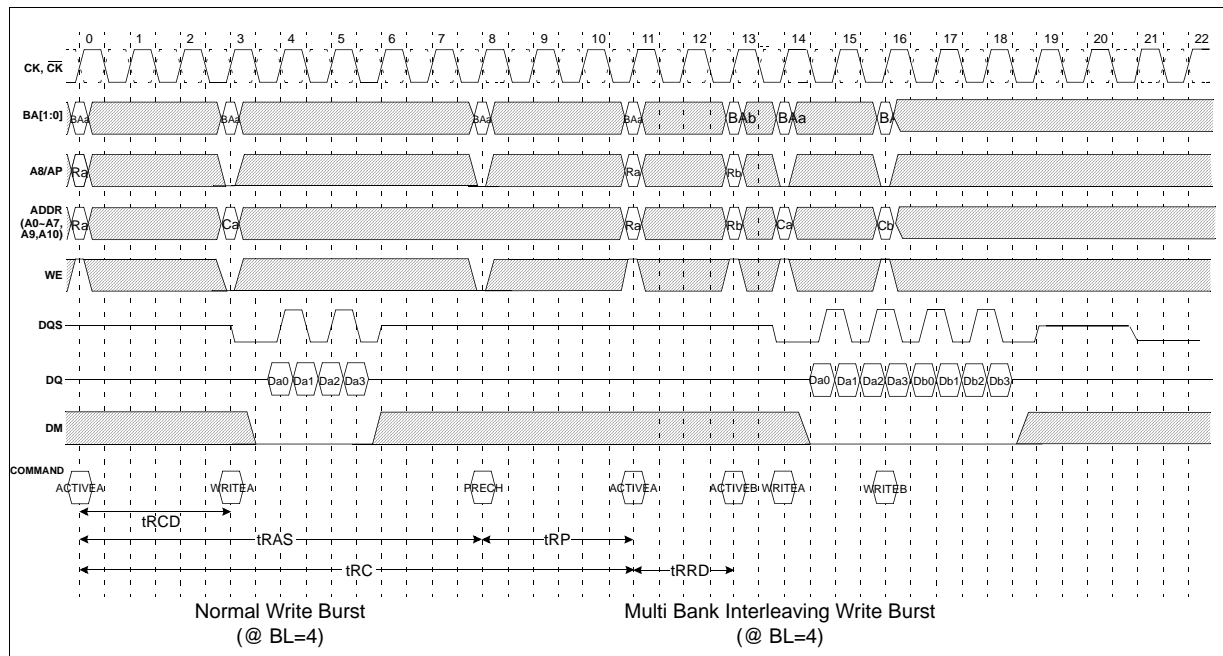 0 1 2 3 4 5 6 7 8 9 10 11 12 13 14 15 16 17 18 19 20 21 22
CK, CK
BA[1:0] BAa BAa BAa BAa BAb BAa BA
A8/AP Ra Ra Rb
ADDR
(A0~A7,
A9,A10)
Ra Ca Ra Rb Ca Cb
WE
DQS
DQ Da0 Da1 Da2 Da3 Da0 Da1 Da2 Da3 Db0 Db1 Db2 Db3
DM
COMMAND
ACTIVEA WRITEA PRECH ACTIVEA ACTIVEB WRITEA WRITEB
tRCD
tRAS tRP
tRC tRRD
Normal Write Burst Multi Bank Interleaving Write Burst
(@ BL=4) (@ BL=4)